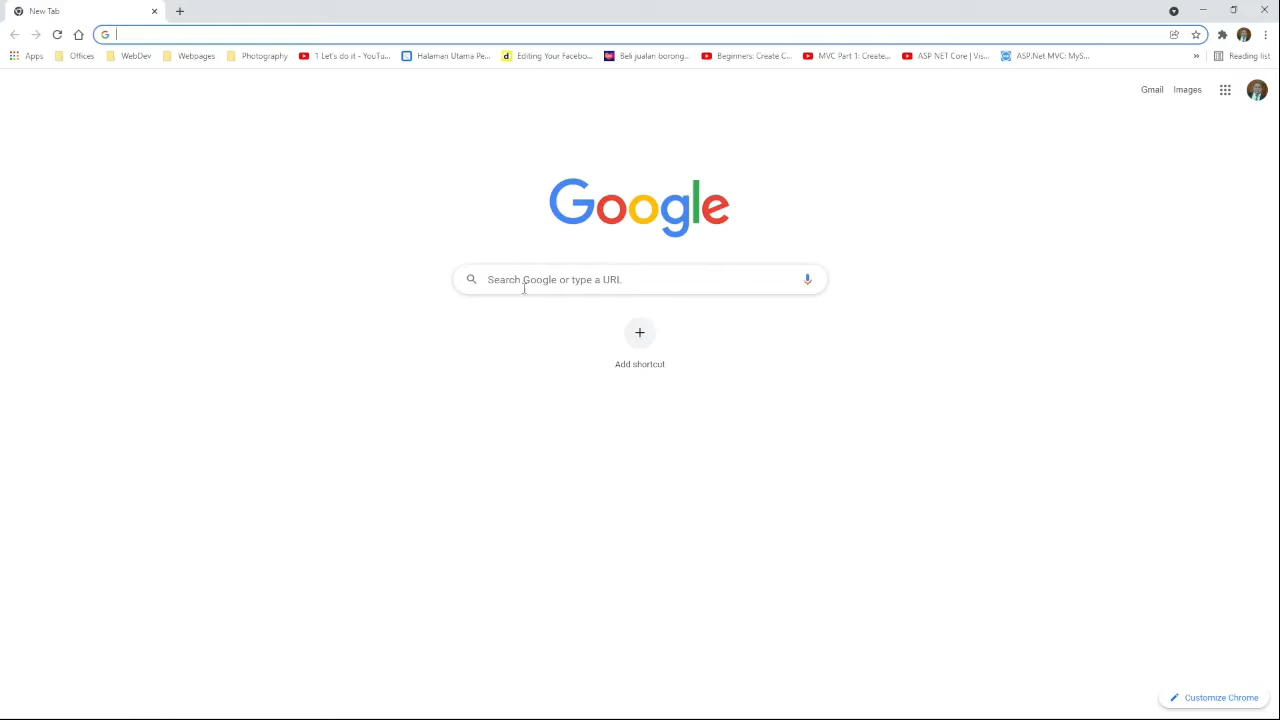 New Tab
Apps Offices WebDev Webpages Photography 1 Let's do it - YouTu... Halaman Utama Pe... Editing Your Facebo... Beli jualan borong... Beginners: Create C... MVC Part 1: Create... ASP NET Core | Vis... ASP.Net MVC: MyS... » Reading list
Gmail Images
Google
Search Google or type a URL
Add shortcut
Customize Chrome